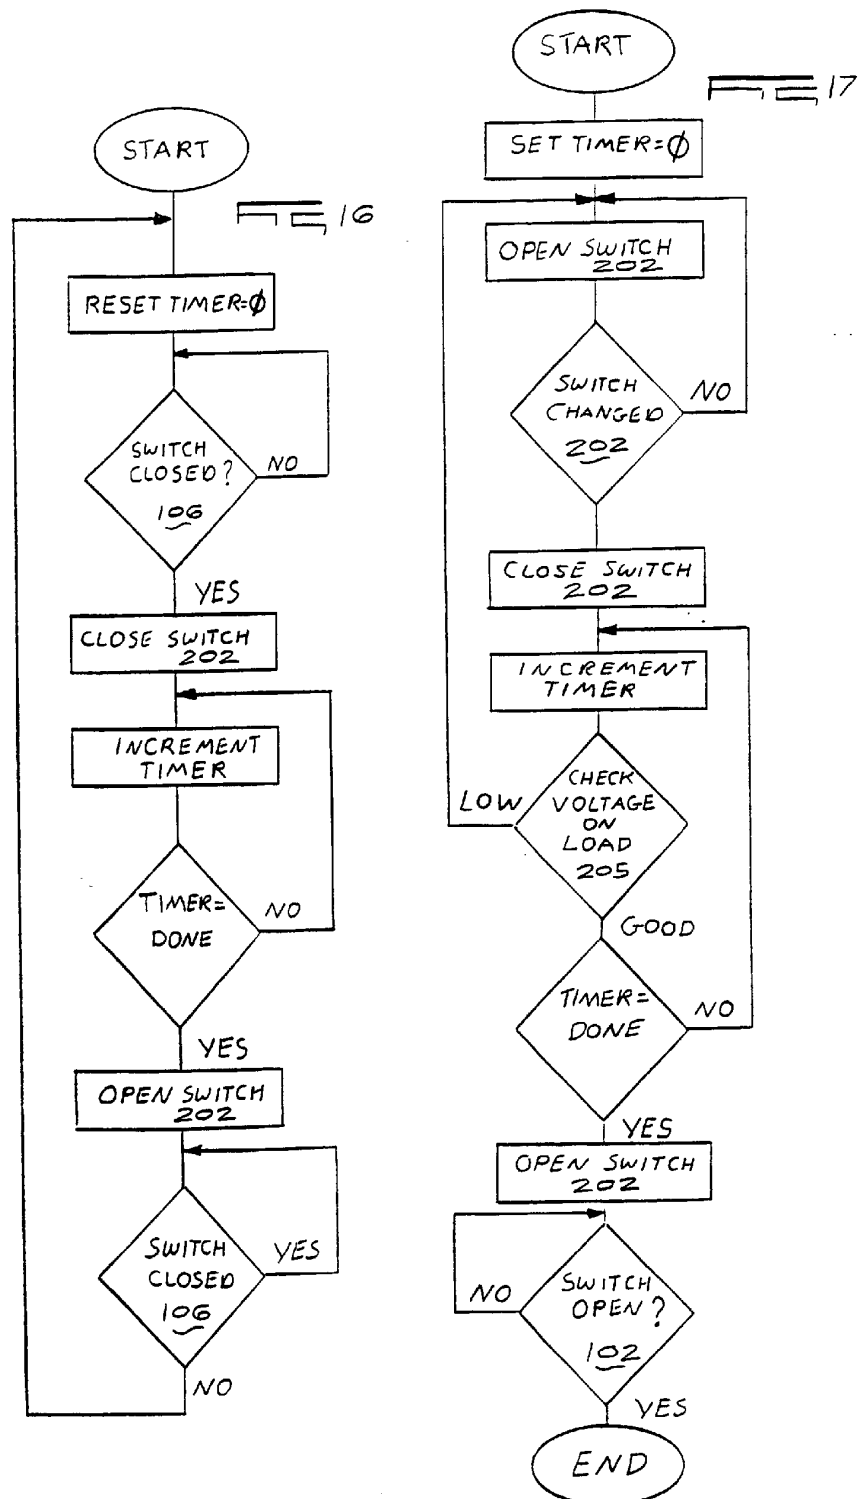 START
FIG 16
RESET TIMER=Ø
SWITCH
CLOSED?
106
NO
YES
CLOSE SWITCH
202
INCREMENT
TIMER
TIMER=
DONE
NO
YES
OPEN SWITCH
202
SWITCH
CLOSED
106
YES
NO
START
FIG 17
SET TIMER=Ø
OPEN SWITCH
202
SWITCH
CHANGED
202
NO
CLOSE SWITCH
202
INCREMENT
TIMER
CHECK
VOLTAGE
ON
LOAD
205
LOW
GOOD
TIMER=
DONE
NO
YES
OPEN SWITCH
202
SWITCH
OPEN?
102
NO
YES
END